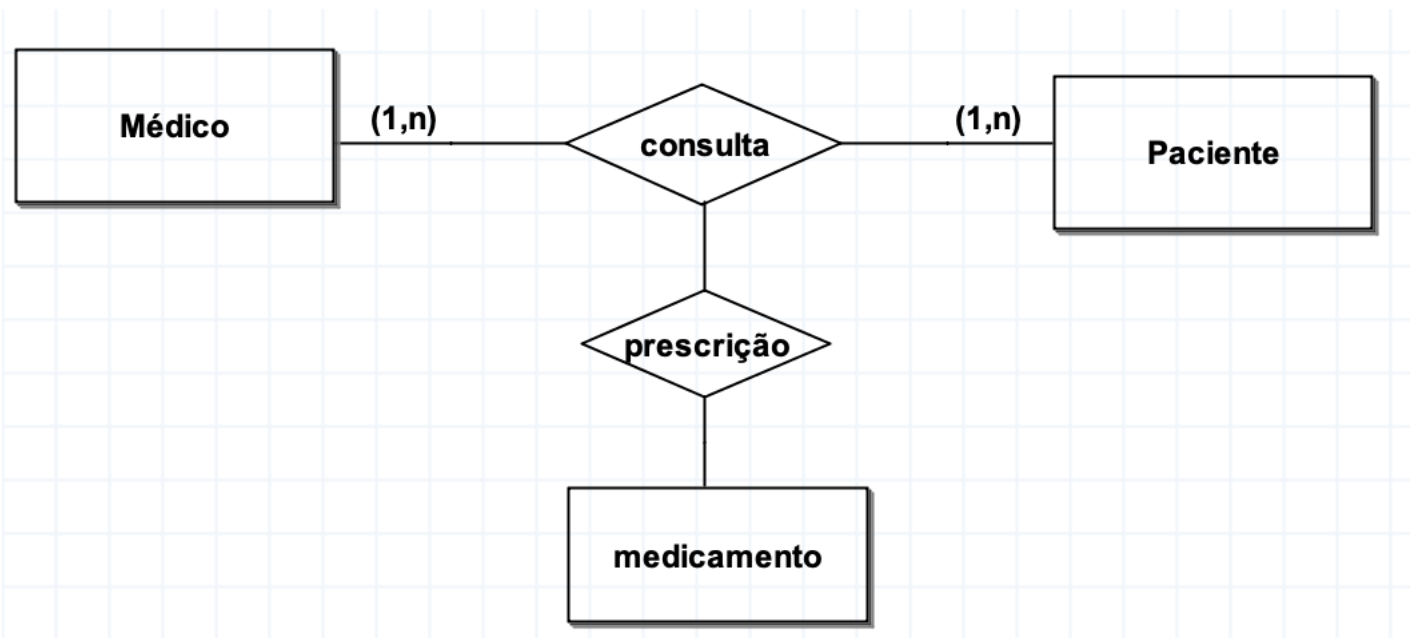 Médico
(1,n)
consulta
(1,n)
Paciente
prescrição
medicamento